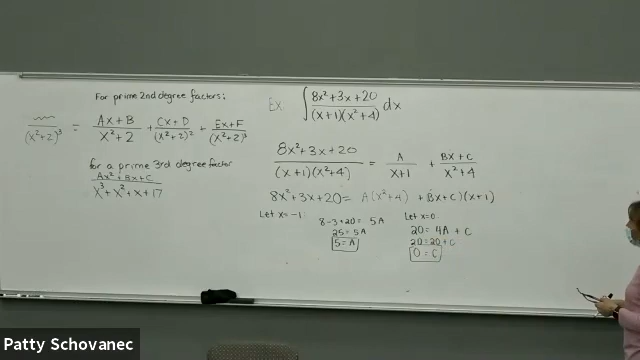 For prime 2nd degree factors:
/(x²+2)³ = Ax+B/x²+2 + Cx+D/(x²+2)² + Ex+F/(x²+2)³
for a prime 3rd degree factor
Ax²+Bx+C/x³+x²+x+17
Ex: ∫ 8x²+3x+20/(x+1)(x²+4) dx
8x²+3x+20/(x+1)(x²+4) = A/x+1 + Bx+C/x²+4
8x²+3x+20 = A(x²+4) + Bx+C)(x+1)
Let x=-1:
8-3+20= 5A
25=5A
5=A
Let x=0:
20=4A+C
20=20+C
0=C
Patty Schovanec